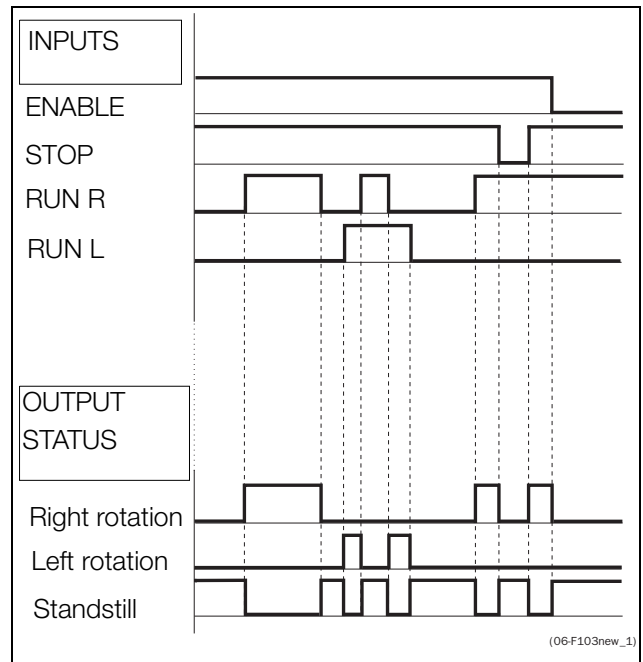 INPUTS
ENABLE
STOP
RUN R
RUN L
OUTPUT
STATUS
Right rotation
Left rotation
Standstill
(06-F103new_1)